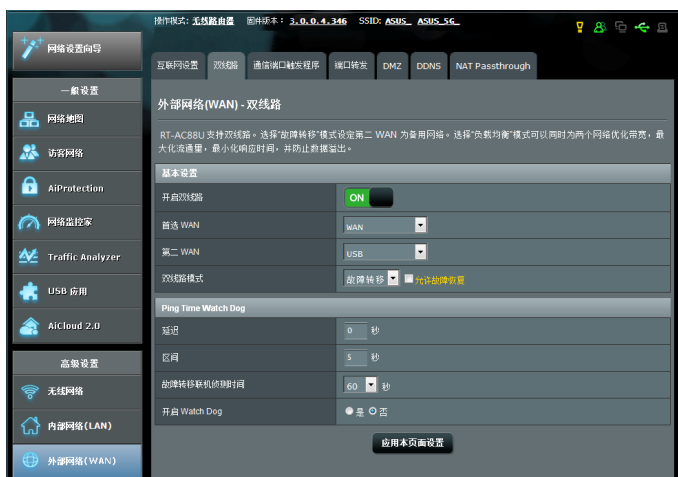 操作模式: 无线路由器 固件版本: 3.0.0.4.346 SSID: ASUS_ ASUS_5G_
网络设置向导
互联网设置 双线路 通信端口触发程序 端口转发 DMZ DDNS NAT Passthrough
一般设置
网络地图
访客网络
AiProtection
网络监控家
Traffic Analyzer
USB 应用
AiCloud 2.0
高级设置
无线网络
内部网络(LAN)
外部网络(WAN)
外部网络(WAN) - 双线路
RT-AC88U 支持双线路。选择"故障转移"模式设定第二 WAN 为备用网络。选择"负载均衡"模式可以同时为两个网络优化带宽，最
大化流通量，最小化响应时间，并防止数据溢出。
基本设置
开启双线路 ON
首选 WAN WAN
第二 WAN USB
双线路模式 故障转移 允许故障恢复
Ping Time Watch Dog
延迟 0 秒
区间 5 秒
故障转移联机侦测时间 60 秒
开启 Watch Dog 是 否
应用本页面设置